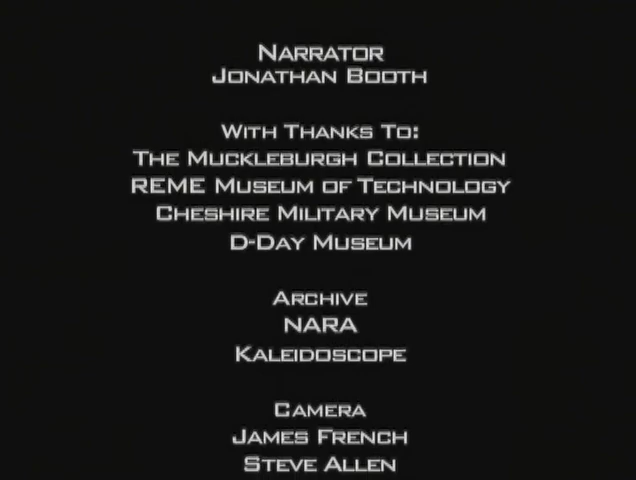 Narrator
Jonathan Booth
With Thanks To:
The Muckleburgh Collection
REME Museum of Technology
Cheshire Military Museum
D-Day Museum
Archive
NARA
Kaleidoscope
Camera
James French
Steve Allen